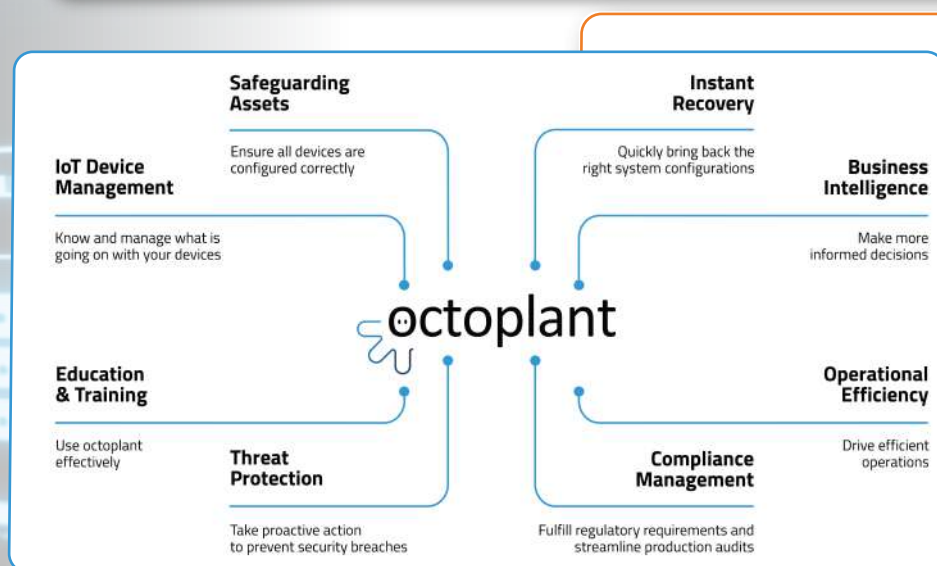 Safeguarding
Assets
Ensure all devices are
configured correctly
Instant
Recovery
Quickly bring back the
right system configurations
IoT Device
Management
Know and manage what is
going on with your devices
Business
Intelligence
Make more
informed decisions
octoplant
Education
& Training
Use octoplant
effectively
Operational
Efficiency
Drive efficient
operations
Threat
Protection
Take proactive action
to prevent security breaches
Compliance
Management
Fulfill regulatory requirements and
streamline production audits